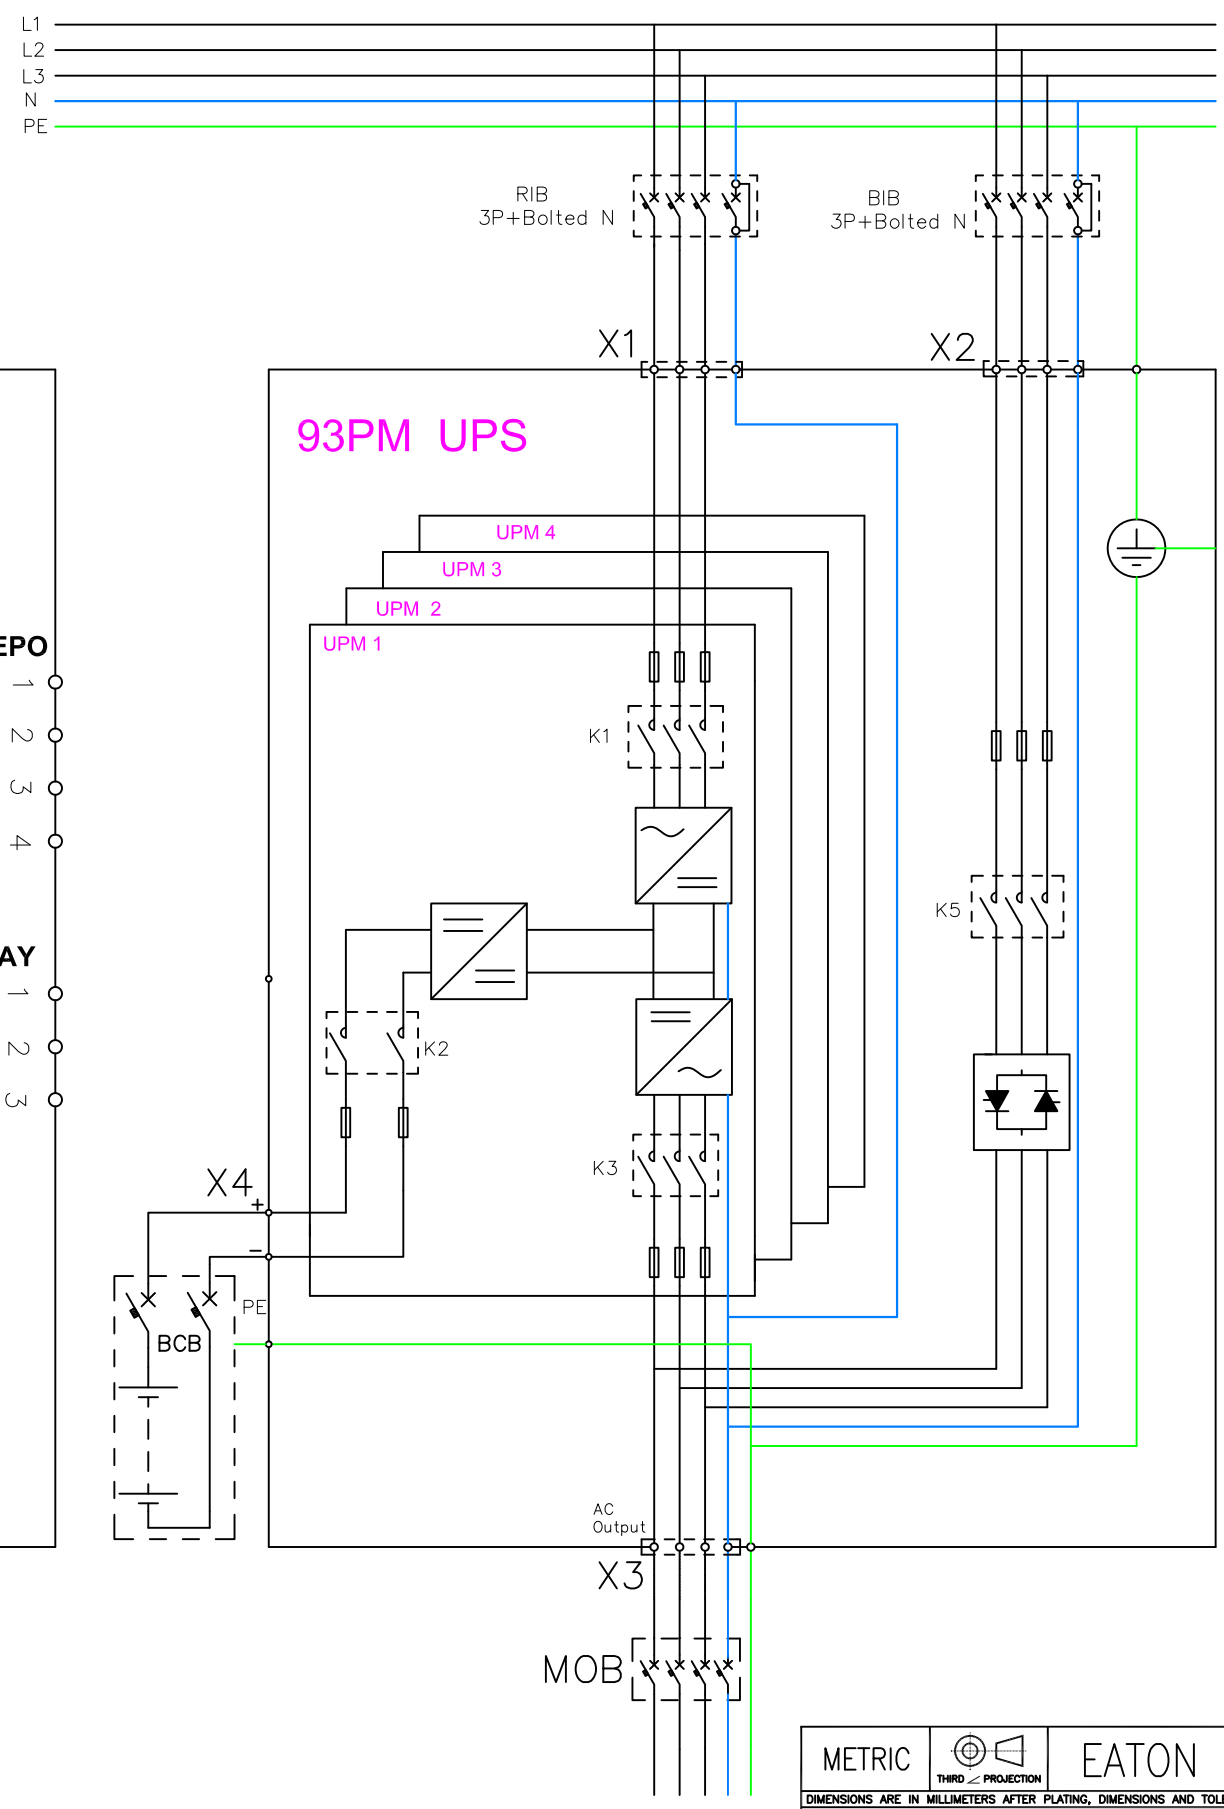 L1
L2
L3
N
PE
RIB
3P+Bolted N
BIB
3P+Bolted N
X1
X2
93PM UPS
UPM 4
UPM 3
UPM 2
UPM 1
EPO
1
2
3
4
K1
K5
AY
1
2
3
K2
K3
X4
+
−
PE
BCB
AC
Output
X3
MOB
METRIC
THIRD PROJECTION
EATON
DIMENSIONS ARE IN MILLIMETERS AFTER PLATING, DIMENSIONS AND